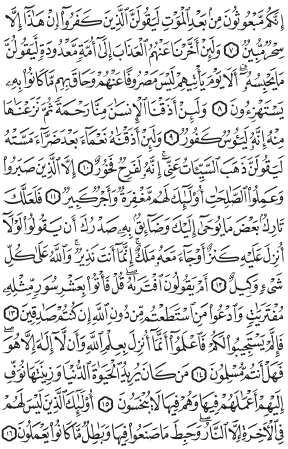 إِنَّكُم مَّبْعُوثُونَ مِنۢ بَعْدِ ٱلْمَوْتِ لَيَقُولَنَّ ٱلَّذِينَ كَفَرُوٓا۟ إِنْ هَٰذَآ إِلَّا
سِحْرٌ مُّبِينٌ ٧ وَلَئِنْ أَخَّرْنَا عَنْهُمُ ٱلْعَذَابَ إِلَىٰٓ أُمَّةٍ مَّعْدُودَةٍ لَّيَقُولُنَّ
مَا يَحْبِسُهُۥٓ أَلَا يَوْمَ يَأْتِيهِمْ لَيْسَ مَصْرُوفًا عَنْهُمْ وَحَاقَ بِهِم مَّا كَانُوا۟ بِهِۦ
يَسْتَهْزِءُونَ ٨ وَلَئِنْ أَذَقْنَا ٱلْإِنسَٰنَ مِنَّا رَحْمَةً ثُمَّ نَزَعْنَٰهَا
مِنْهُ إِنَّهُۥ لَيَـُٔوسٌ كَفُورٌ ٩ وَلَئِنْ أَذَقْنَٰهُ نَعْمَآءَ بَعْدَ ضَرَّآءَ مَسَّتْهُ
لَيَقُولَنَّ ذَهَبَ ٱلسَّيِّـَٔاتُ عَنِّىٓ إِنَّهُۥ لَفَرِحٌ فَخُورٌ ١٠ إِلَّا ٱلَّذِينَ صَبَرُوا۟
وَعَمِلُوا۟ ٱلصَّٰلِحَٰتِ أُو۟لَٰٓئِكَ لَهُم مَّغْفِرَةٌ وَأَجْرٌ كَبِيرٌ ١١ فَلَعَلَّكَ
تَارِكٌۢ بَعْضَ مَا يُوحَىٰٓ إِلَيْكَ وَضَآئِقٌۢ بِهِۦ صَدْرُكَ أَن يَقُولُوا۟ لَوْلَآ
أُنزِلَ عَلَيْهِ كَنزٌ أَوْ جَآءَ مَعَهُۥ مَلَكٌ إِنَّمَآ أَنتَ نَذِيرٌ وَٱللَّهُ عَلَىٰ كُلِّ
شَىْءٍ وَكِيلٌ ١٢ أَمْ يَقُولُونَ ٱفْتَرَىٰهُ قُلْ فَأْتُوا۟ بِعَشْرِ سُوَرٍ مِّثْلِهِۦ
مُفْتَرَيَٰتٍ وَٱدْعُوا۟ مَنِ ٱسْتَطَعْتُم مِّن دُونِ ٱللَّهِ إِن كُنتُمْ صَٰدِقِينَ ١٣
فَإِلَّمْ يَسْتَجِيبُوا۟ لَكُمْ فَٱعْلَمُوٓا۟ أَنَّمَآ أُنزِلَ بِعِلْمِ ٱللَّهِ وَأَن لَّآ إِلَٰهَ إِلَّا هُوَ
فَهَلْ أَنتُم مُّسْلِمُونَ ١٤ مَن كَانَ يُرِيدُ ٱلْحَيَوٰةَ ٱلدُّنْيَا وَزِينَتَهَا نُوَفِّ
إِلَيْهِمْ أَعْمَٰلَهُمْ فِيهَا وَهُمْ فِيهَا لَا يُبْخَسُونَ ١٥ أُو۟لَٰٓئِكَ ٱلَّذِينَ لَيْسَ لَهُمْ
فِى ٱلْءَاخِرَةِ إِلَّا ٱلنَّارُ وَحَبِطَ مَا صَنَعُوا۟ فِيهَا وَبَٰطِلٌ مَّا كَانُوا۟ يَعْمَلُونَ ١٦